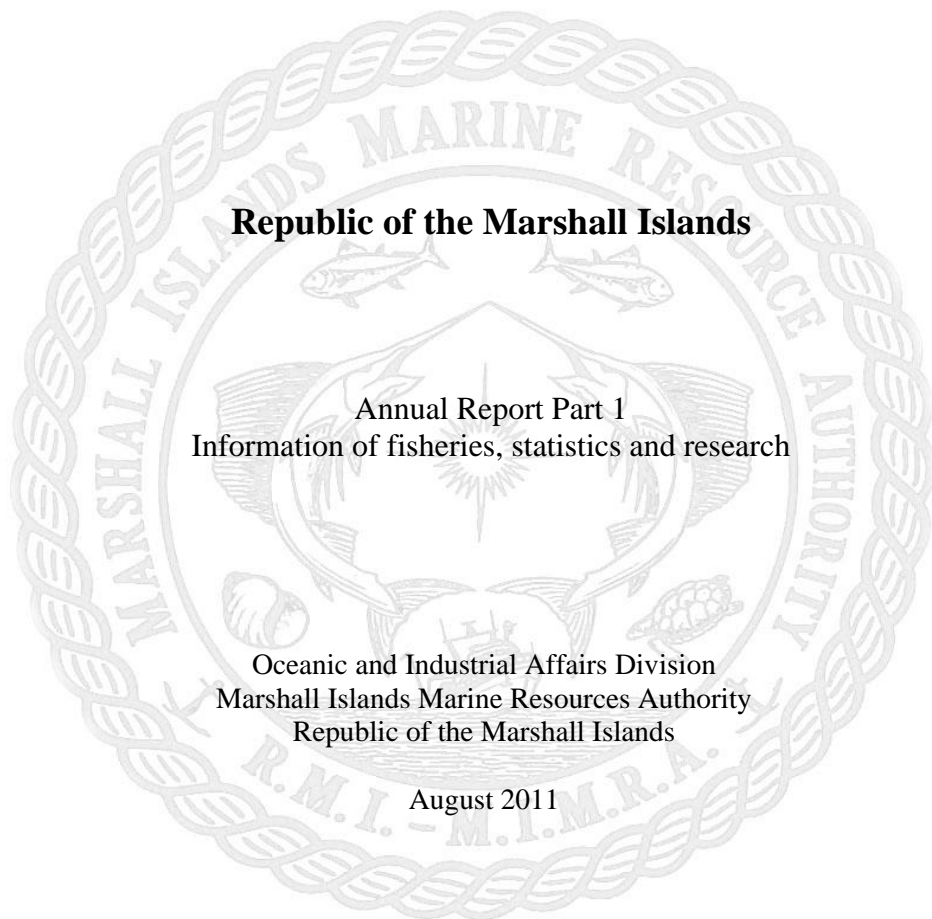 MARSHALL ISLANDS MARINE RESOURCE AUTHORITY
Republic of the Marshall Islands
Annual Report Part 1
Information of fisheries, statistics and research
Oceanic and Industrial Affairs Division
Marshall Islands Marine Resources Authority
Republic of the Marshall Islands
August 2011
R.M.I. - M.I.M.R.A.